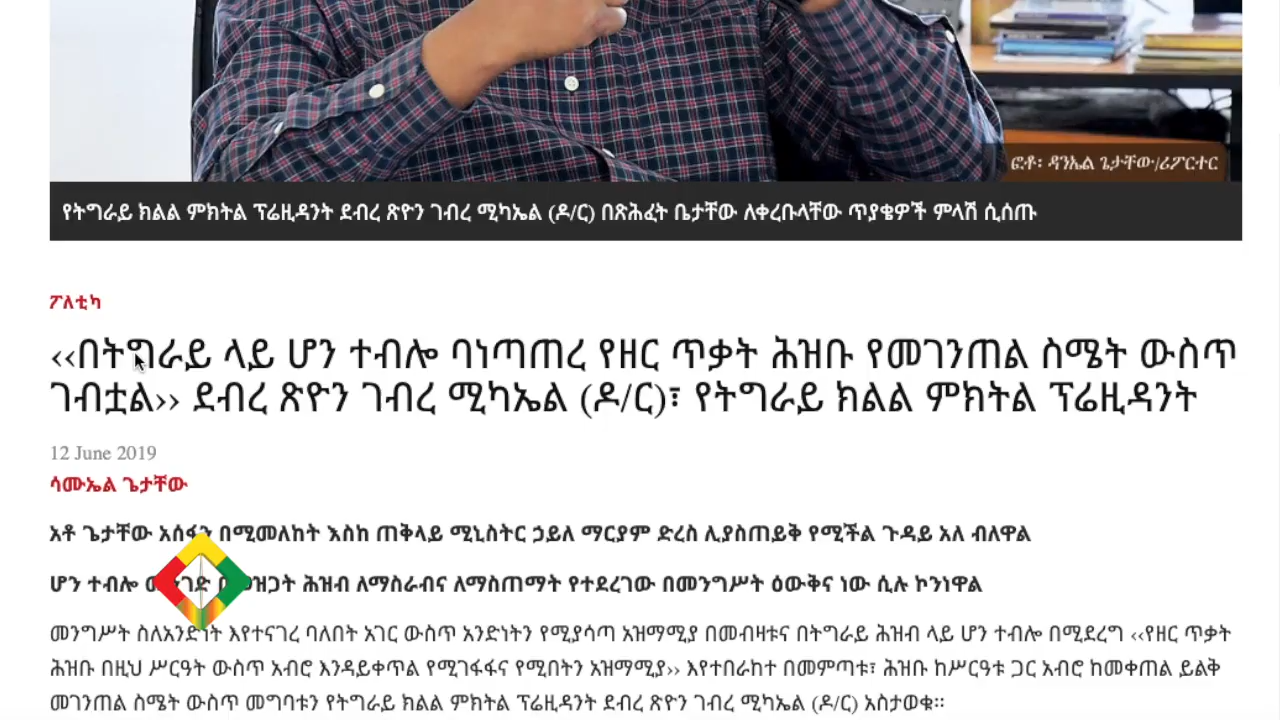 ፎቶ፡ ዳንኤል ጌታቸው/ሪፖርተር
የትግራይ ክልል ምክትል ፕሬዚዳንት ደብረ ጽዮን ገብረ ሚካኤል (ዶ/ር) በጽሕፈት ቤታቸው ለቀረቡላቸው ጥያቄዎች ምላሽ ሲሰጡ
ፖለቲካ
‹‹በትግራይ ላይ ሆን ተብሎ ባነጣጠረ የዘር ጥቃት ሕዝቡ የመገንጠል ስሜት ውስጥ
ገብቷል›› ደብረ ጽዮን ገብረ ሚካኤል (ዶ/ር)፣ የትግራይ ክልል ምክትል ፕሬዚዳንት
12 June 2019
ሳሙኤል ጌታቸው
አቶ ጌታቸው አሰፋን በሚመለከት እስከ ጠቅላይ ሚኒስትር ኃይለ ማርያም ድረስ ሊያስጠይቅ የሚችል ጉዳይ አለ ብለዋል
ሆን ተብሎ ሕዝብ ለማስራብና ለማስጠማት የተደረገው በመንግሥት ዕውቅና ነው ሲሉ ኮንነዋል
መንግሥት ስለአንድነት እየተናገረ ባለበት አገር ውስጥ አንድነትን የሚያሳጣ አዝማሚያ በመብዛቱና በትግራይ ሕዝብ ላይ ሆን ተብሎ በሚደረግ ‹‹የዘር ጥቃት
ሕዝቡ በዚህ ሥርዓት ውስጥ አብሮ እንዳይቀጥል የሚገፋፋና የሚበትን አዝማሚያ›› እየተበራከተ በመምጣቱ፣ ሕዝቡ ከሥርዓቱ ጋር አብሮ ከመቀጠል ይልቅ
መገንጠል ስሜት ውስጥ መግባቱን የትግራይ ክልል ምክትል ፕሬዚዳንት ደብረ ጽዮን ገብረ ሚካኤል (ዶ/ር) አስታወቁ።